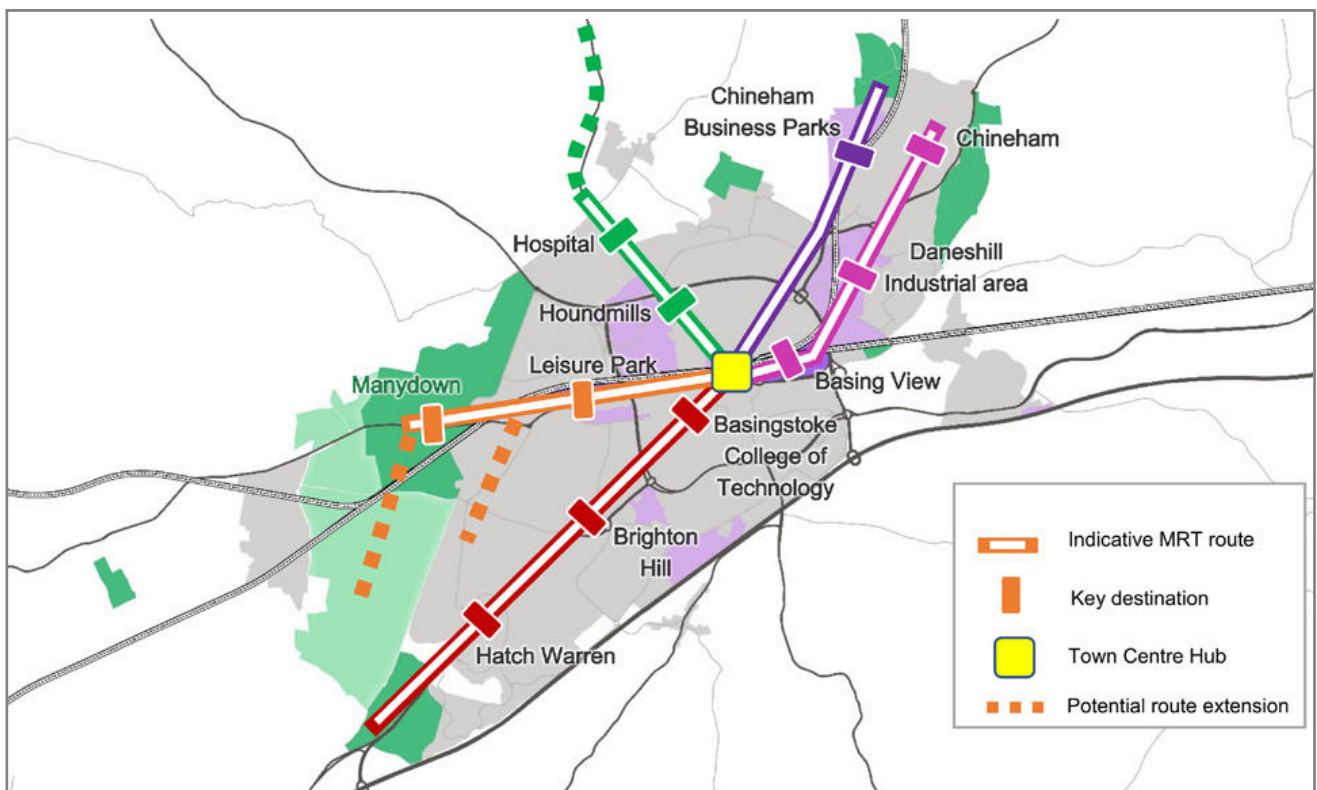 Chineham
Business Parks
Chineham
Hospital
Daneshill
Industrial area
Houndmills
Leisure Park
Manydown
Basing View
Basingstoke
College of
Technology
Brighton
Hill
Hatch Warren
Indicative MRT route
Key destination
Town Centre Hub
Potential route extension